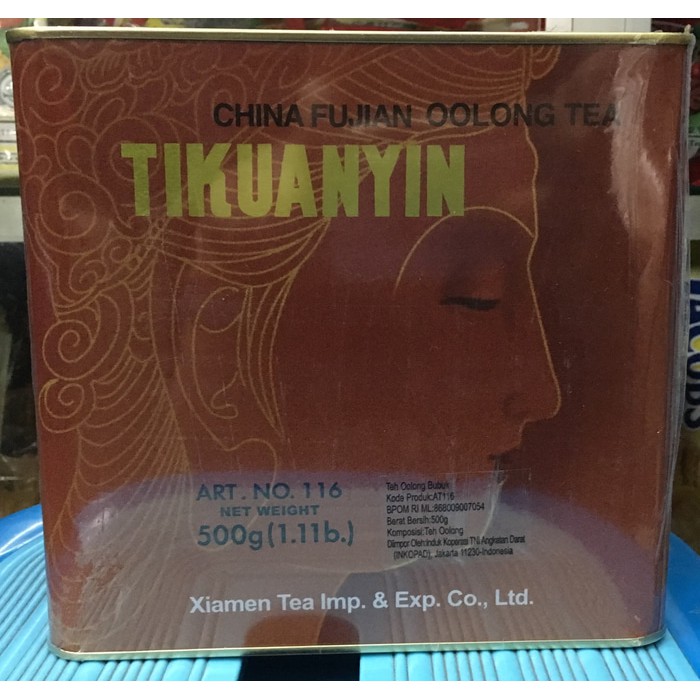 CHINA FUJIAN OOLONG TEA
TIKUANYIN
ART. NO. 116
NET WEIGHT
500g(1.11b.)
Teh Oolong Bubuk
Kode Produk:AT116
BPOM RI ML:868009007054
Berat Bersih:500g
Komposisi:Teh Oolong
Diimpor Oleh:Induk Koperasi TNI Angkatan Darat
(INKOPAD), Jakarta 11230-Indonesia
Xiamen Tea Imp. & Exp. Co., Ltd.